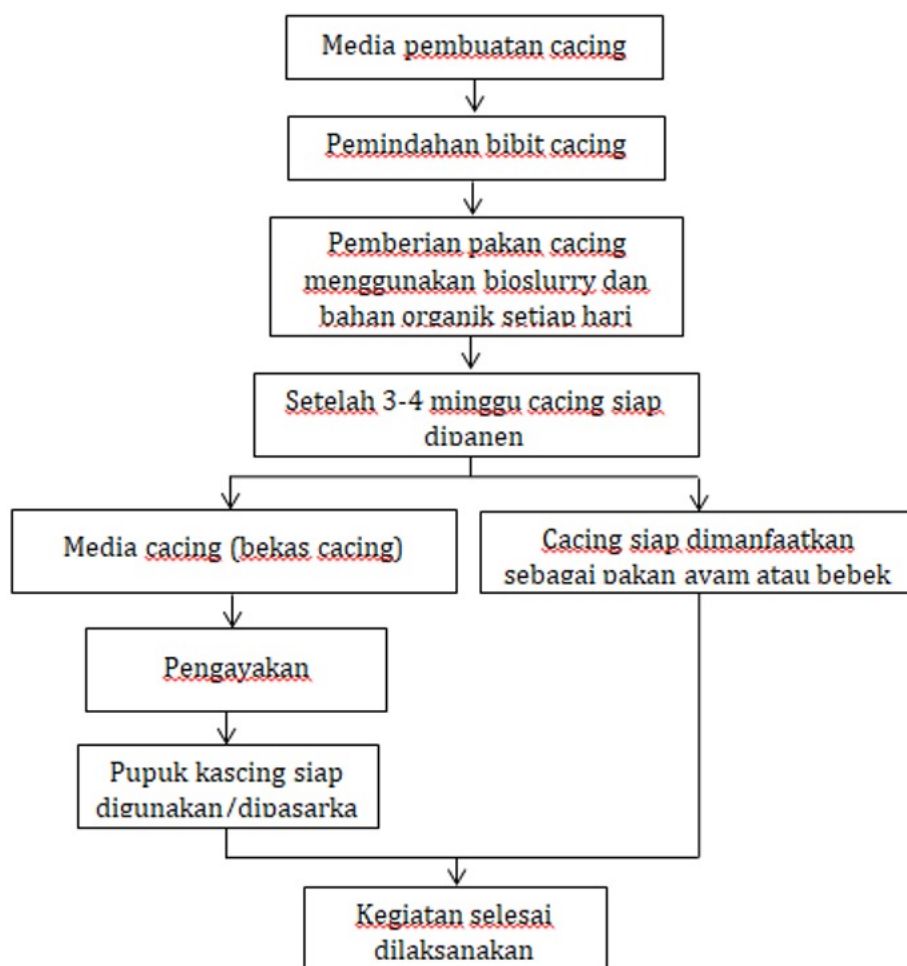 Media pembuatan cacing
Pemindahan bibit cacing
Pemberian pakan cacing
menggunakan bioslurry dan
bahan organik setiap hari
Setelah 3-4 minggu cacing siap
dipanen
Media cacing (bekas cacing)
Cacing siap dimanfaatkan
sebagai pakan ayam atau bebek
Pengayakan
Pupuk kascing siap
digunakan/dipasarka
Kegiatan selesai
dilaksanakan